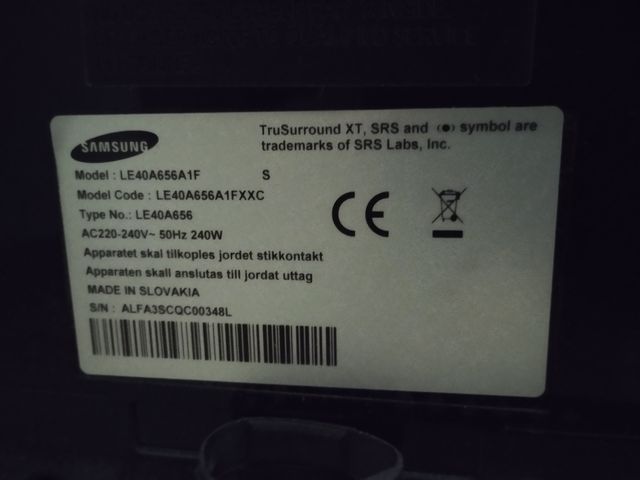 SAMSUNG
TruSurround XT, SRS and (●) symbol are
trademarks of SRS Labs, Inc.
Model : LE40A656A1F S
Model Code : LE40A656A1FXXC
Type No.: LE40A656
AC220-240V~ 50Hz 240W
Apparatet skal tilkoples jordet stikkontakt
Apparaten skall anslutas till jordat uttag
MADE IN SLOVAKIA
S/N : ALFA3SCQC00348L
CE